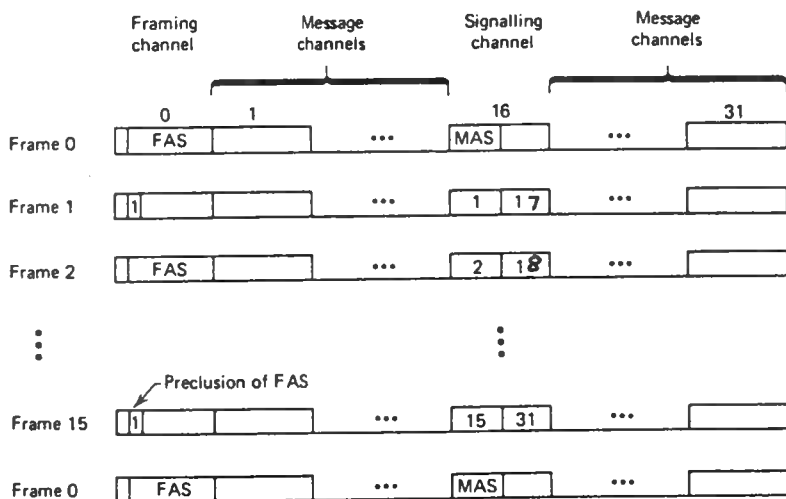 Framing channel
Message channels
Signalling channel
Message channels
0 1 16 31
Frame 0 FAS ••• MAS •••
Frame 1 1 ••• 1 17 •••
Frame 2 FAS ••• 2 18 •••
Preclusion of FAS
Frame 15 1 ••• 15 31 •••
Frame 0 FAS ••• MAS •••